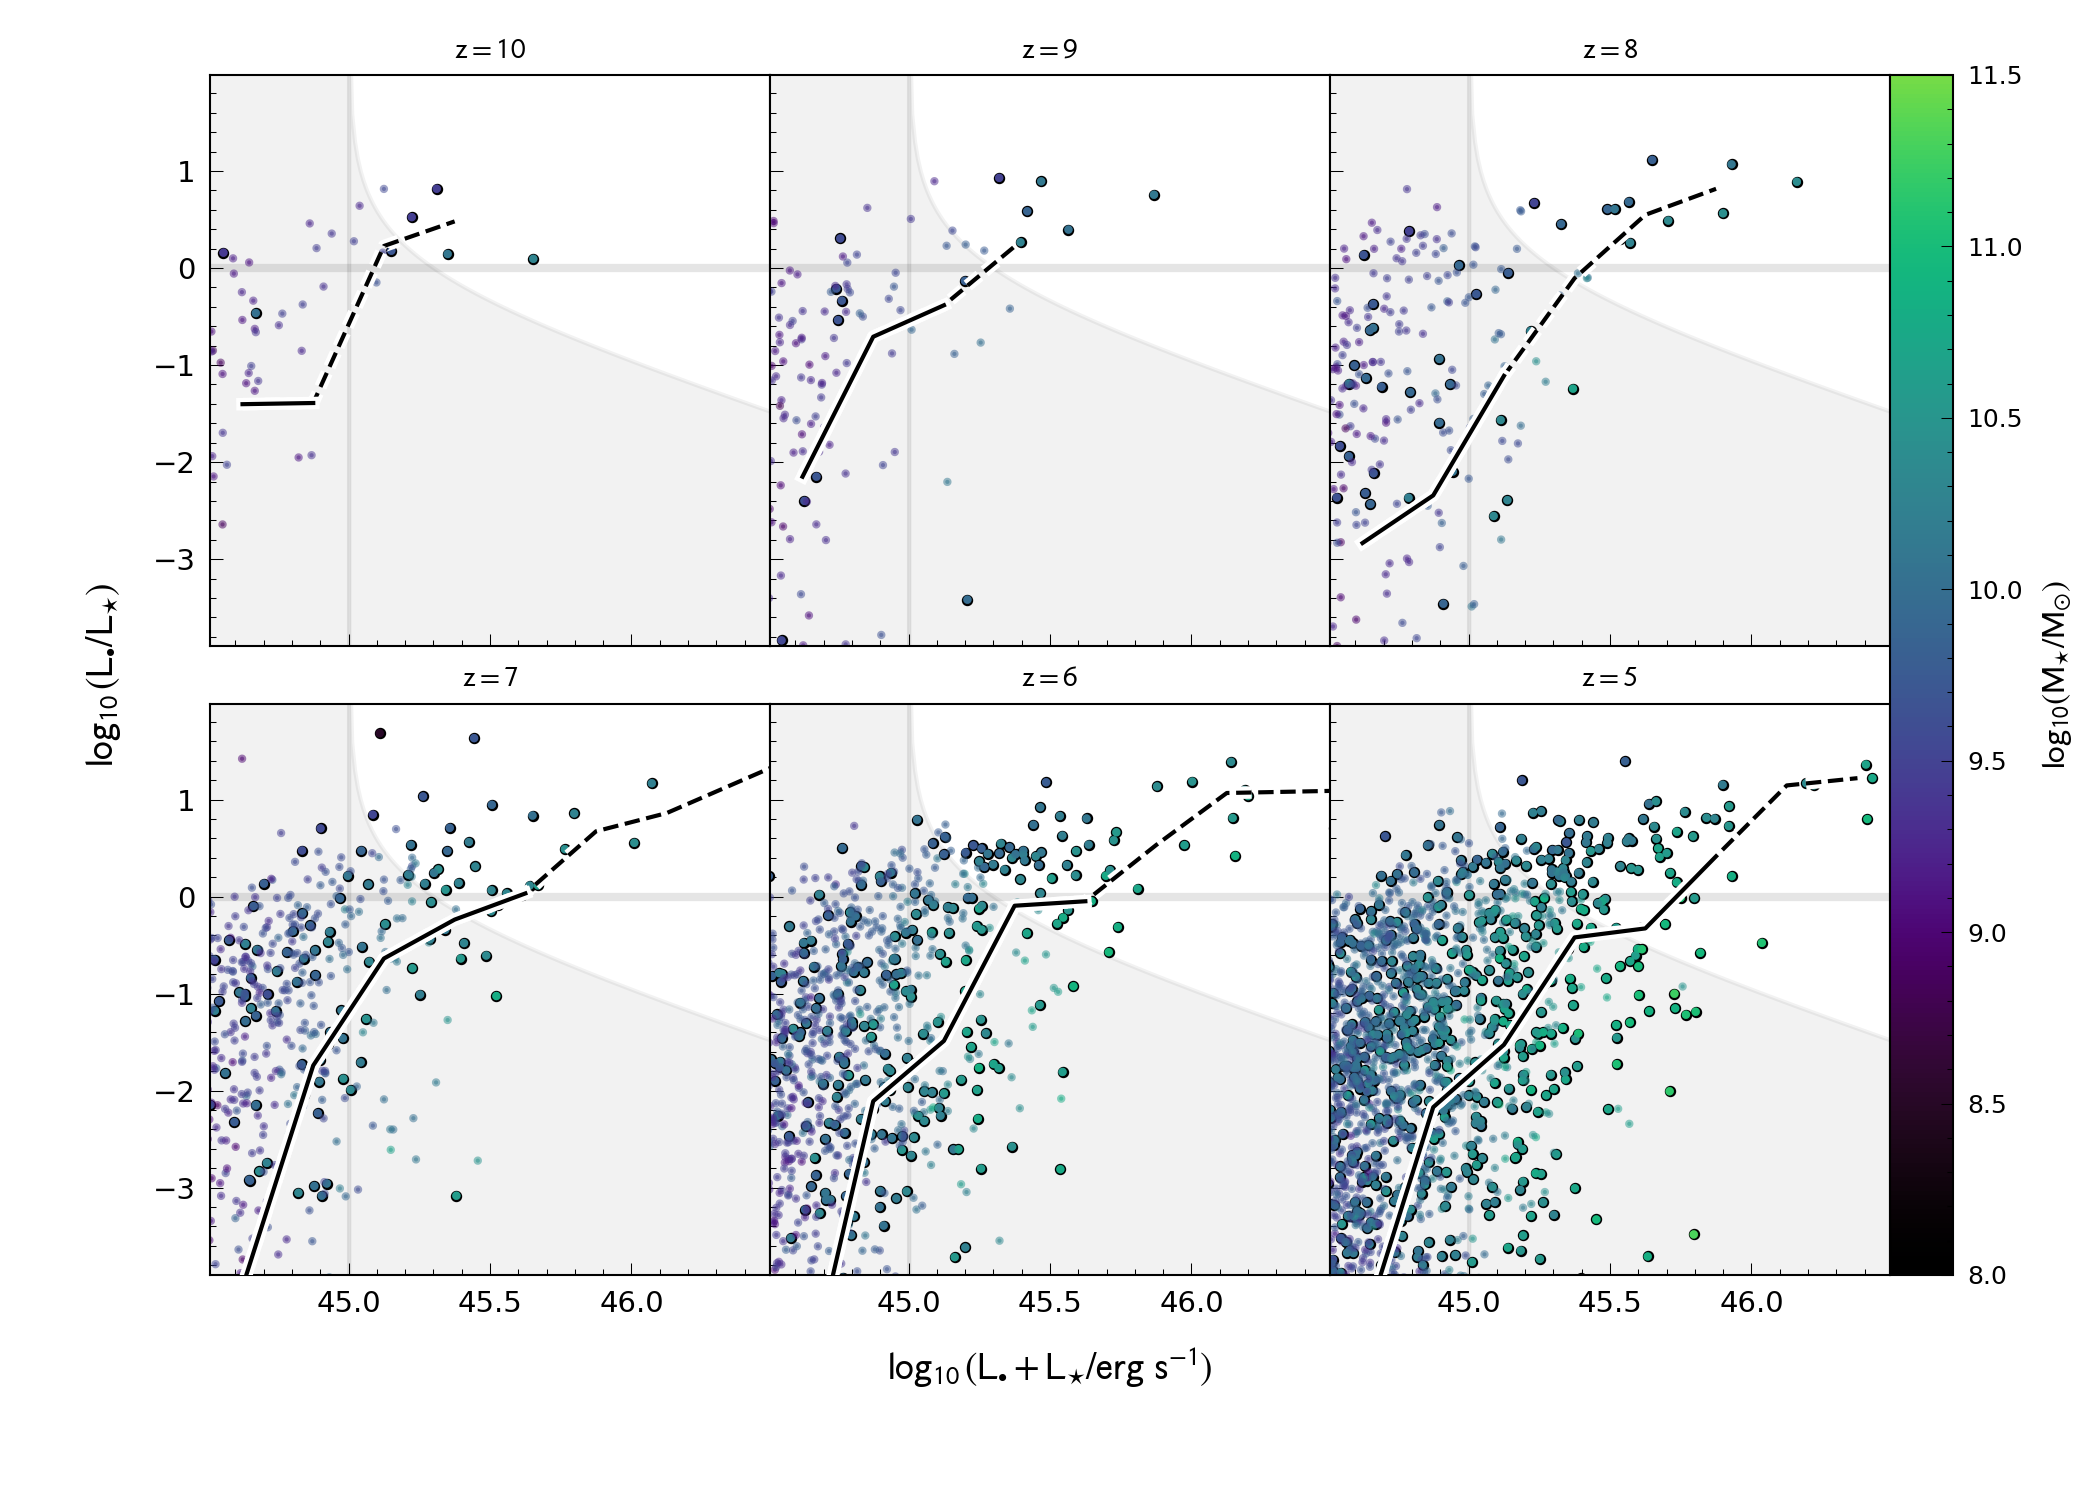 z = 10
z = 9
z = 8
1
0
−1
−2
−3
11.5
11.0
10.5
10.0
9.5
9.0
8.5
8.0
log₁₀(M⋆/M⊙)
log₁₀(L•/L⋆)
z = 7
z = 6
z = 5
1
0
−1
−2
−3
45.0 45.5 46.0 45.0 45.5 46.0 45.0 45.5 46.0
log₁₀(L• + L⋆/erg s⁻¹)